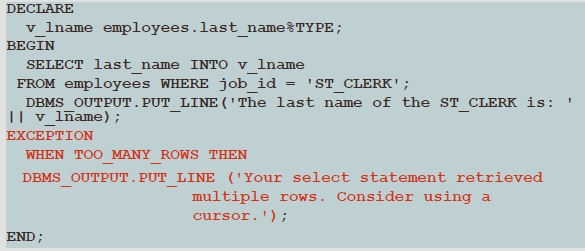 DECLARE
v_lname employees.last_name%TYPE;
BEGIN
SELECT last_name INTO v_lname
FROM employees WHERE job_id = 'ST_CLERK';
DBMS_OUTPUT.PUT_LINE('The last name of the ST_CLERK is: '
|| v_lname);
EXCEPTION
WHEN TOO_MANY_ROWS THEN
DBMS_OUTPUT.PUT_LINE ('Your select statement retrieved
multiple rows. Consider using a
cursor.');
END;